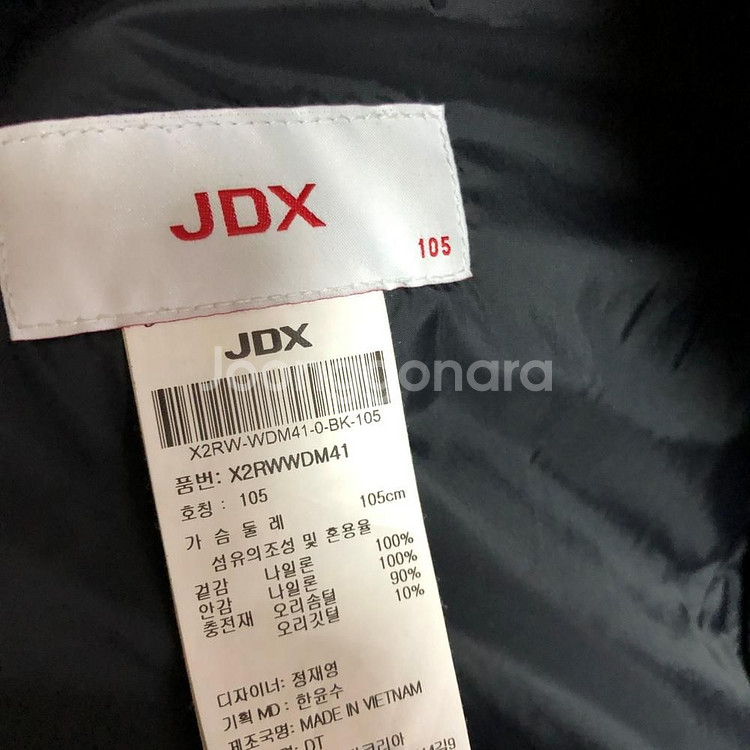 JDX
105
JDX
Joonggonara
X2RW-WDM41-0-BK-105
품번: X2RWWDM41
호칭 : 105
가 슴 둘 레 105cm
섬유의조성 및 혼용율
겉감 나일론 100%
안감 나일론 100%
충전재 오리솜털 90%
오리깃털 10%
디자이너: 정재영
기획 MD : 한윤수
제조국명: MADE IN VIETNAM
DT